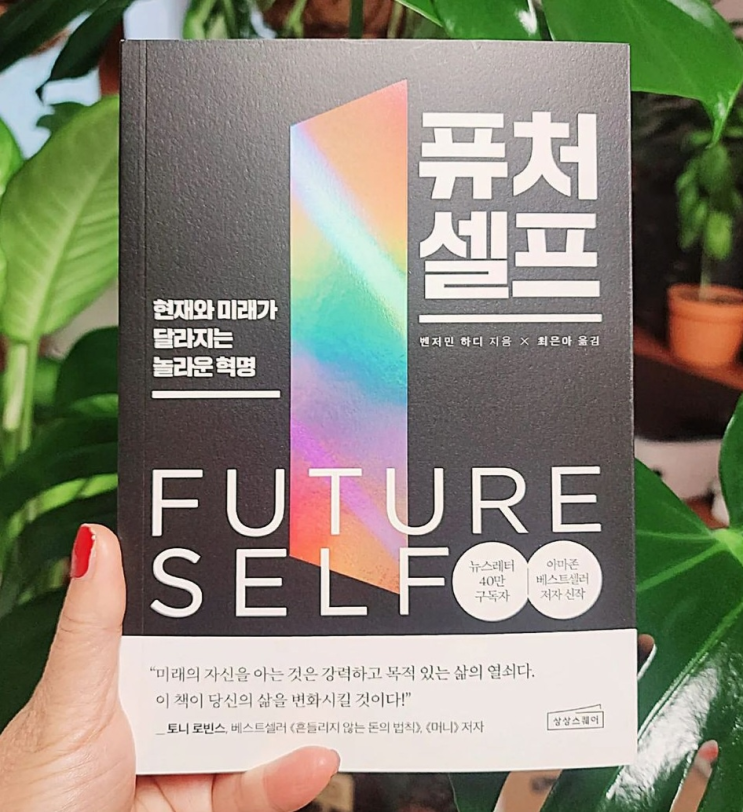 퓨처
셀프
벤저민 하디 지음 × 최은아 옮김
현재와 미래가
달라지는
놀라운 혁명
FUTURE
SELF
뉴스레터
40만
구독자
아마존
베스트셀러
저자 신작
“미래의 자신을 아는 것은 강력하고 목적 있는 삶의 열쇠다.
이 책이 당신의 삶을 변화시킬 것이다!”
_ 토니 로빈스, 베스트셀러 《흔들리지 않는 돈의 법칙》, 《머니》 저자
상상스퀘어